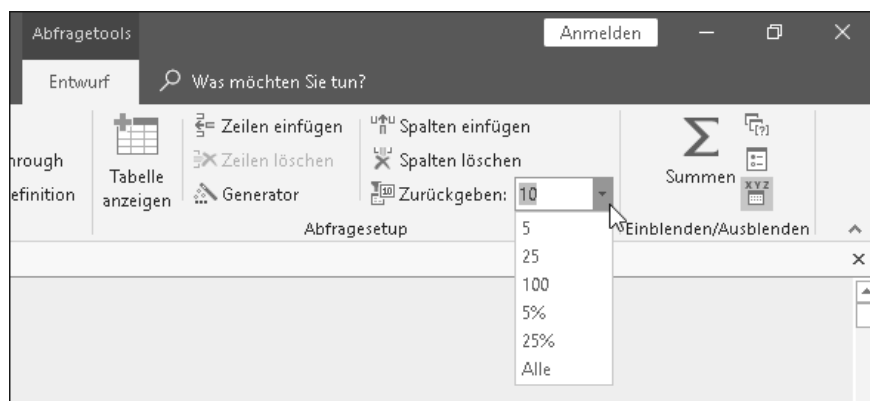 Abfragetools
Anmelden
Entwurf
Was möchten Sie tun?
Zeilen einfügen
Spalten einfügen
hrough
Zeilen löschen
Spalten löschen
Tabelle
Summen
efinition
anzeigen
Generator
Zurückgeben: 10
XYZ
Abfragesetup
Einblenden/Ausblenden
5
25
100
5%
25%
Alle